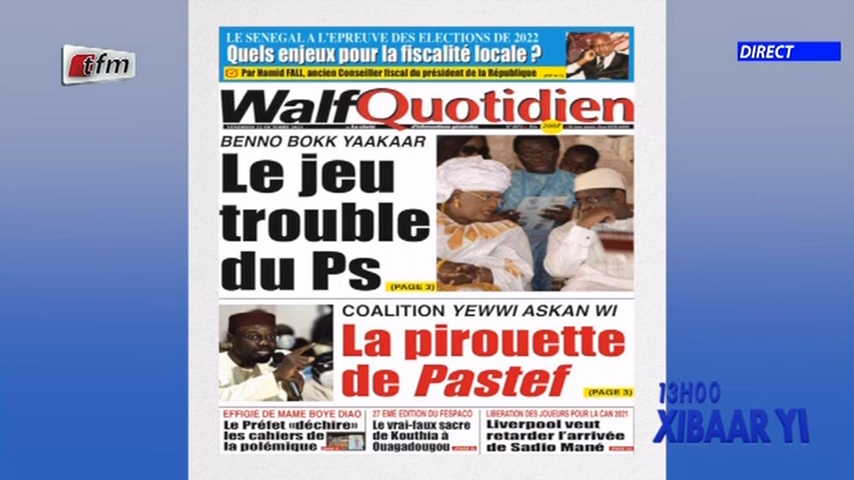 tfm
DIRECT
LE SENEGAL A L'EPREUVE DES ELECTIONS DE 2022
Quels enjeux pour la fiscalité locale ?
Par Hamid FALL, ancien Conseiller fiscal du président de la République
WalfQuotidien
BENNO BOKK YAAKAAR
Le jeu
trouble
du Ps
(PAGE 3)
COALITION YEWWI ASKAN WI
La pirouette
de Pastef
(PAGE 3)
EFFIGIE DE MAME BOYE DIAO
Le Préfet «déchire»
les cahiers de
la polémique
27 EME EDITION DU FESPACO
Le vrai-faux sacre
de Kouthia à
Ouagadougou
LIBERATION DES JOUEURS POUR LA CAN 2021
Liverpool veut
retarder l'arrivée
de Sadio Mané
13H00
XIBAAR YI